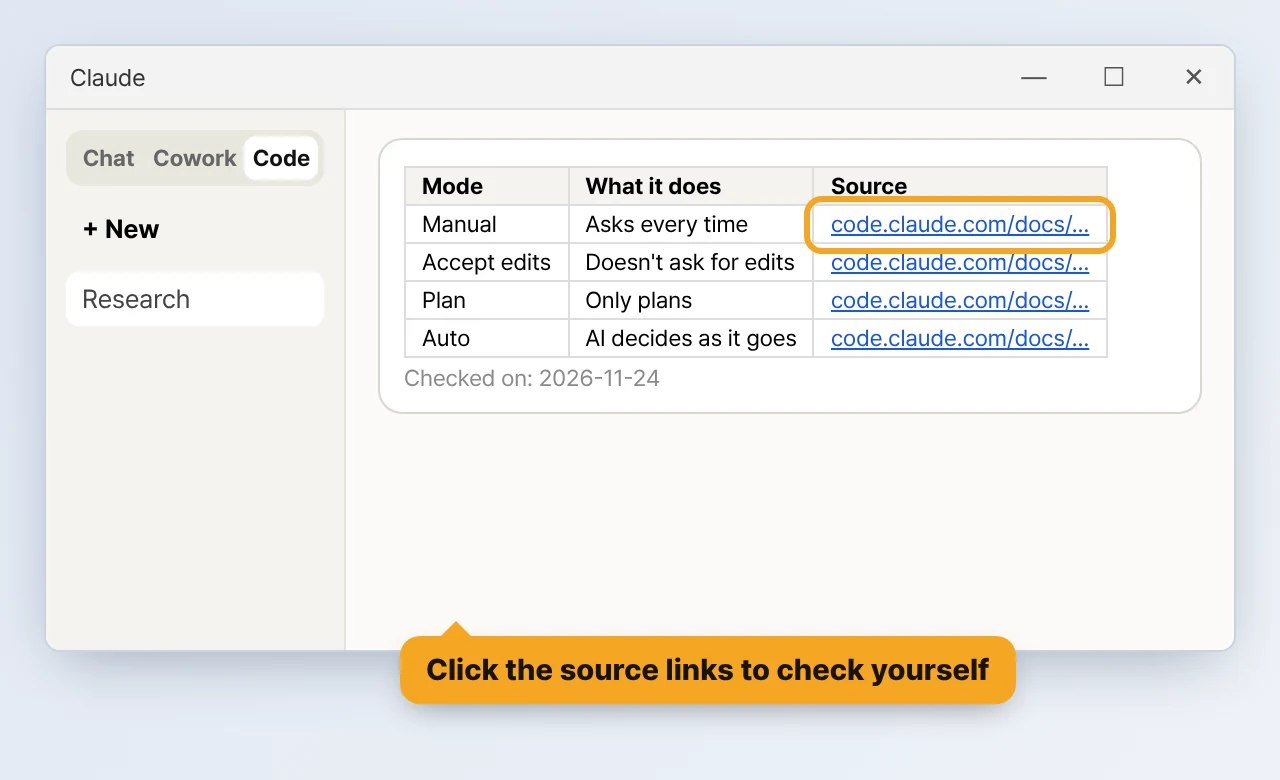 Claude
Chat Cowork Code
+ New
Research
Mode What it does Source
Manual Asks every time code.claude.com/docs/...
Accept edits Doesn't ask for edits code.claude.com/docs/...
Plan Only plans code.claude.com/docs/...
Auto AI decides as it goes code.claude.com/docs/...
Checked on: 2026-11-24
Click the source links to check yourself